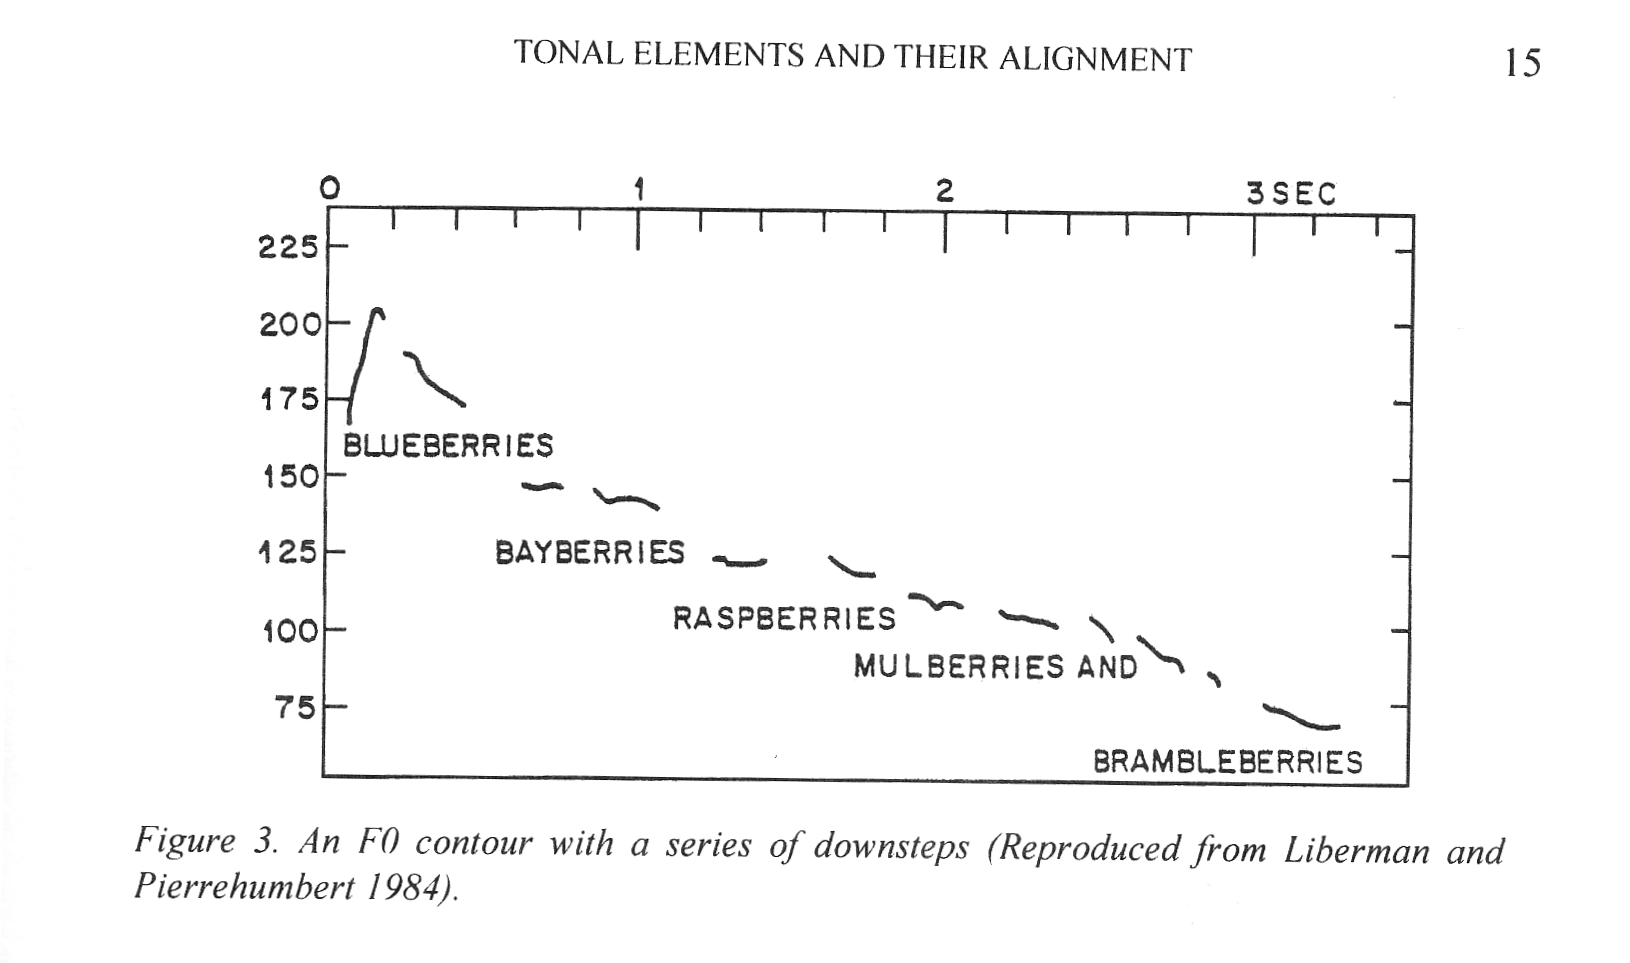 TONAL ELEMENTS AND THEIR ALIGNMENT 15
0 1 2 3 SEC
225
200
175
BLUEBERRIES
150
125
BAYBERRIES
RASPBERRIES
100
MULBERRIES AND
75
BRAMBLEBERRIES
Figure 3. An F0 contour with a series of downsteps (Reproduced from Liberman and
Pierrehumbert 1984).